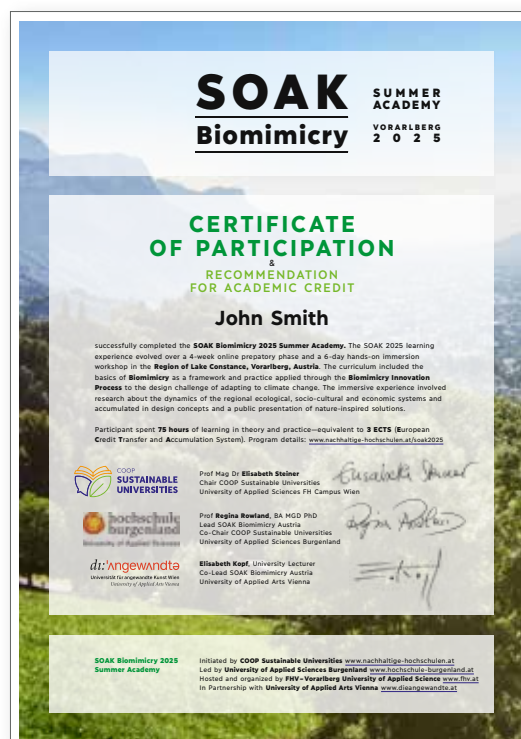 SOAK
Biomimicry
SUMMER
ACADEMY
VORARLBERG
2025
CERTIFICATE
OF PARTICIPATION
&
RECOMMENDATION
FOR ACADEMIC CREDIT
John Smith
successfully completed the SOAK Biomimicry 2025 Summer Academy. The SOAK 2025 learning
experience evolved over a 4-week online prepatory phase and a 6-day hands-on immersion
workshop in the Region of Lake Constance, Vorarlberg, Austria. The curriculum included the
basics of Biomimicry as a framework and practice applied through the Biomimicry Innovation
Process to the design challenge of adapting to climate change. The immersive experience involved
research about the dynamics of the regional ecological, socio-cultural and economic systems and
accumulated in design concepts and a public presentation of nature-inspired solutions.
Participant spent 75 hours of learning in theory and practice—equivalent to 3 ECTS (European
Credit Transfer and Accumulation System). Program details: www.nachhaltige-hochschulen.at/soak2025
COOP
SUSTAINABLE
UNIVERSITIES
Prof Mag Dr Elisabeth Steiner
Chair COOP Sustainable Universities
University of Applied Sciences FH Campus Wien
Elisabeth Steiner
hochschule
burgenland
University of Applied Sciences
Prof Regina Rowland, BA MGD PhD
Lead SOAK Biomimicry Austria
Co-Chair COOP Sustainable Universities
University of Applied Sciences Burgenland
Regina Rowland
dı:'ʌngewʌndtə
Universität für angewandte Kunst Wien
University of Applied Arts Vienna
Elisabeth Kopf, University Lecturer
Co-Lead SOAK Biomimicry Austria
University of Applied Arts Vienna
SOAK Biomimicry 2025
Summer Academy
Initiated by COOP Sustainable Universities www.nachhaltige-hochschulen.at
Led by University of Applied Sciences Burgenland www.hochschule-burgenland.at
Hosted and organized by FHV–Vorarlberg University of Applied Science www.fhv.at
In Partnership with University of Applied Arts Vienna www.dieangewandte.at